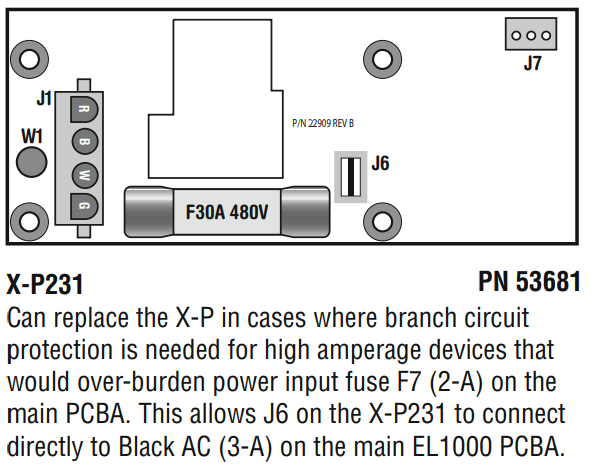 J7
J1
R
P/N 22909 REV B
W1
B
J6
W
G
F30A 480V
X-P231
PN 53681
Can replace the X-P in cases where branch circuit
protection is needed for high amperage devices that
would over-burden power input fuse F7 (2-A) on the
main PCBA. This allows J6 on the X-P231 to connect
directly to Black AC (3-A) on the main EL1000 PCBA.